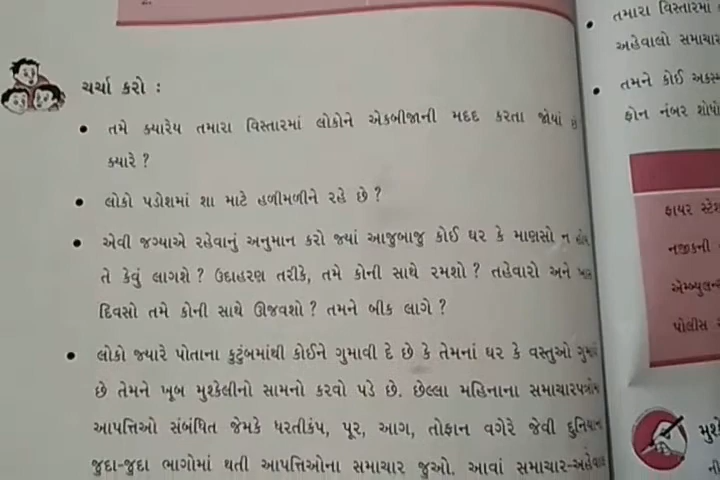 ચર્ચા કરો :
• તમે ક્યારેય તમારા વિસ્તારમાં લોકોને એકબીજાની મદદ કરતા જોયાં છે
ક્યારે ?
• લોકો પડોશમાં શા માટે હળીમળીને રહે છે ?
• એવી જગ્યાએ રહેવાનું અનુમાન કરો જ્યાં આજુબાજુ કોઈ ઘર કે માણસો ન હોય
તે કેવું લાગશે ? ઉદાહરણ તરીકે, તમે કોની સાથે રમશો ? તહેવારો અને ખાસ
દિવસો તમે કોની સાથે ઊજવશો ? તમને બીક લાગે ?
• લોકો જ્યારે પોતાના કુટુંબમાંથી કોઈને ગુમાવી દે છે કે તેમનાં ઘર કે વસ્તુઓ
છે તેમને ખૂબ મુશ્કેલીનો સામનો કરવો પડે છે. છેલ્લા મહિનાના સમાચારપત્રોમાં
આપત્તિઓ સંબંધિત જેમકે ધરતીકંપ, પૂર, આગ, તોફાન વગેરે જેવી દુનિયાના
જુદા-જુદા ભાગોમાં થતી આપત્તિઓના સમાચાર જુઓ. આવાં સમાચાર-અહેવાલ
• તમારા વિસ્તારમાં
અહેવાલો સમાચાર
• તમને કોઈ
ફોન નંબર શોધો
ફાયર
નજીકની
પોલીસ